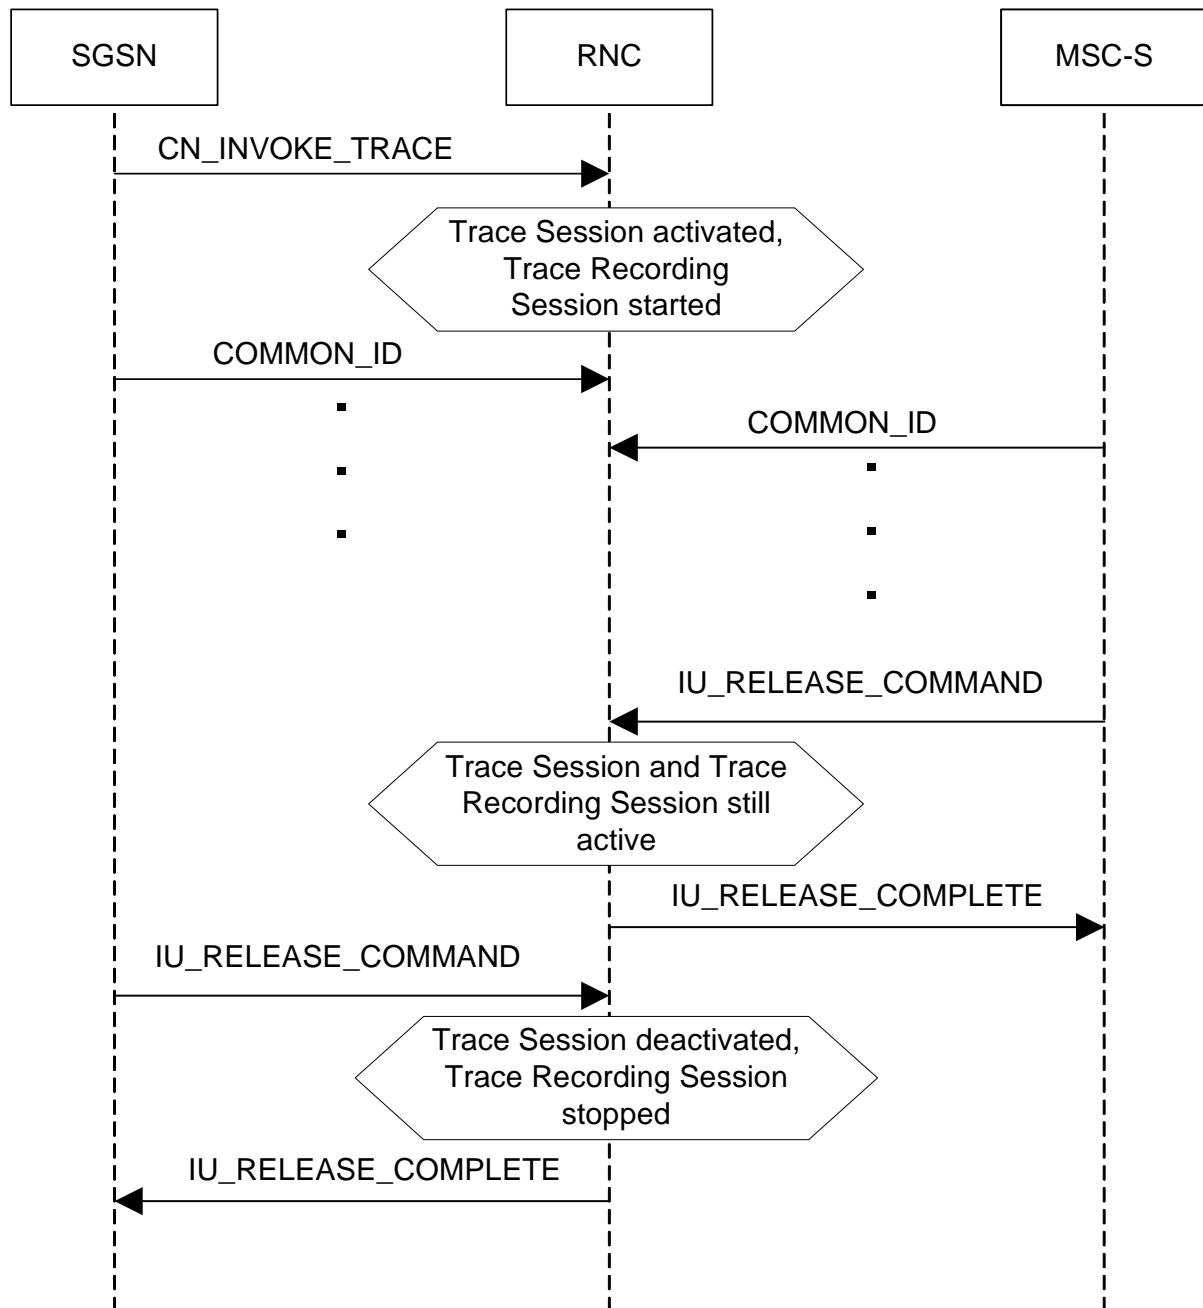 SGSN
RNC
MSC-S
CN_INVOKE_TRACE
Trace Session activated,
Trace Recording
Session started
COMMON_ID
COMMON_ID
IU_RELEASE_COMMAND
Trace Session and Trace
Recording Session still
active
IU_RELEASE_COMPLETE
IU_RELEASE_COMMAND
Trace Session deactivated,
Trace Recording Session
stopped
IU_RELEASE_COMPLETE